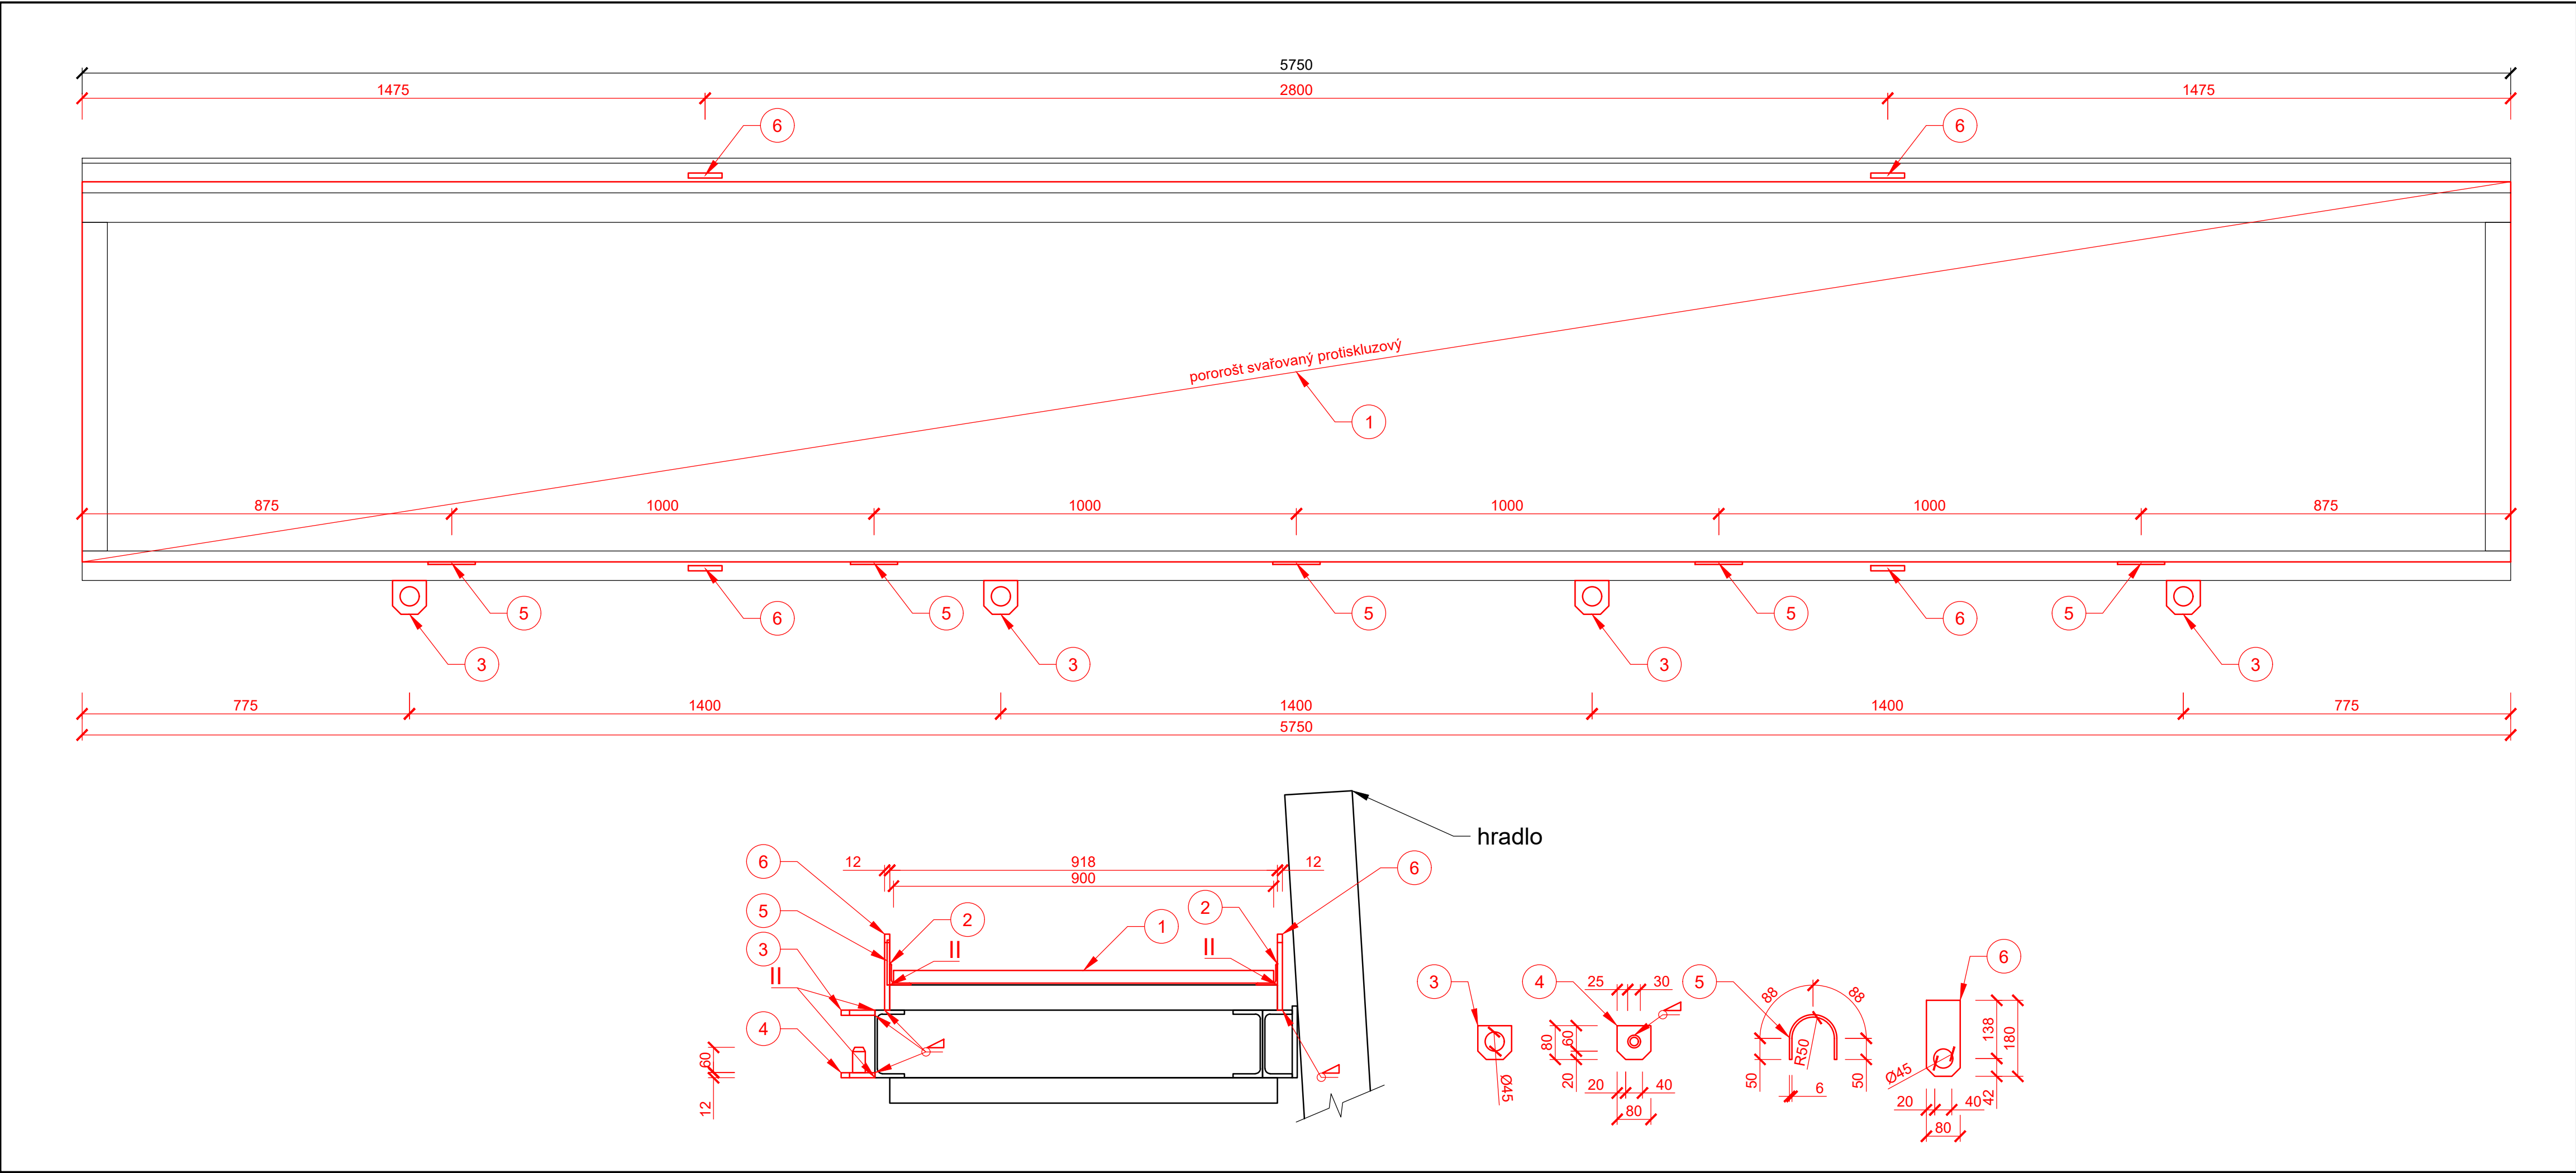 5750
1475 2800 1475
6 6
pororošt svařovaný protiskluzový
1
875 1000 1000 1000 1000 875
5 6 5 5 5 6 5
3 3 3 3
775 1400 1400 1400 775
5750
hradlo
6 12 918 12 6
900
5 2 1 2
3 II II
II
4
60
12
3
Ø45
4 25 30
80 60
20
20 40
80
5 88 88
R50
50 50
6
6
138 180
Ø45
42
20 40
80